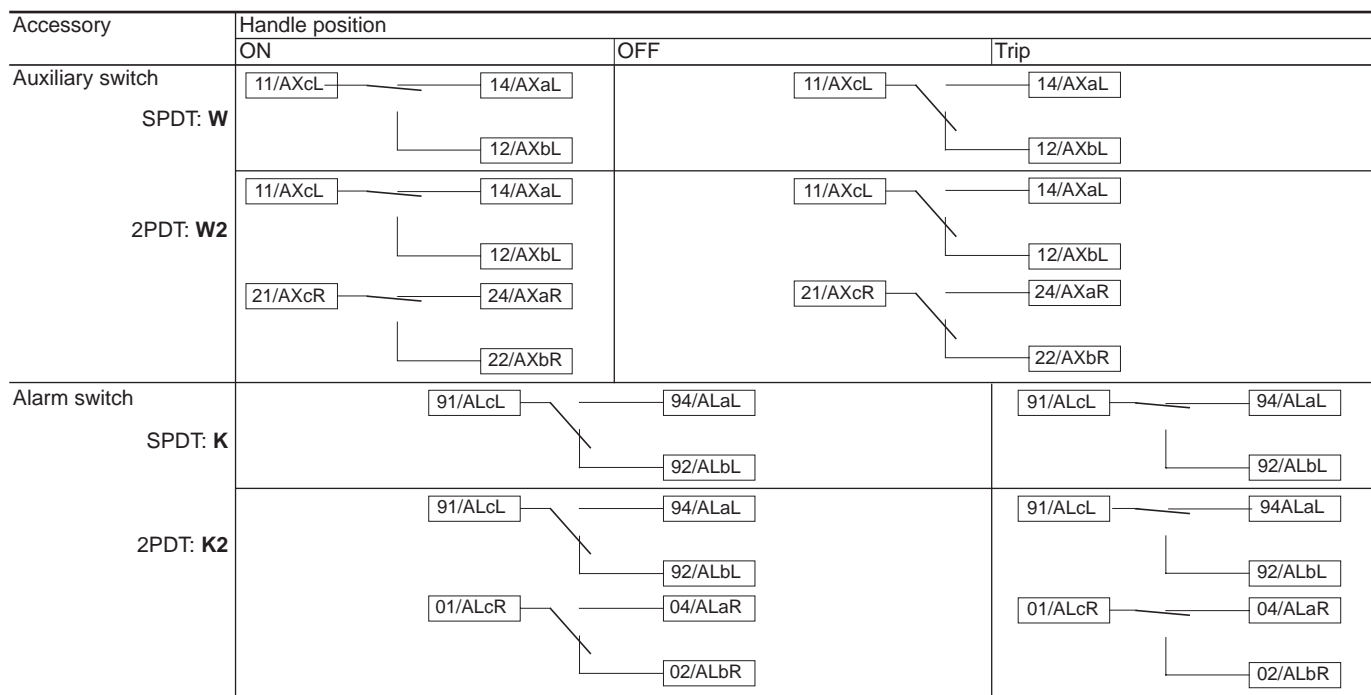 Accessory Handle position
ON OFF Trip
Auxiliary switch 11/AXcL 14/AXaL 11/AXcL 14/AXaL
SPDT: W
12/AXbL 12/AXbL
11/AXcL 14/AXaL 11/AXcL 14/AXaL
2PDT: W2
12/AXbL 12/AXbL
21/AXcR 24/AXaR 21/AXcR 24/AXaR
22/AXbR 22/AXbR
Alarm switch 91/ALcL 94/ALaL 91/ALcL 94/ALaL
SPDT: K
92/ALbL 92/ALbL
91/ALcL 94/ALaL 91/ALcL 94ALaL
2PDT: K2
92/ALbL 92/ALbL
01/ALcR 04/ALaR 01/ALcR 04/ALaR
02/ALbR 02/ALbR